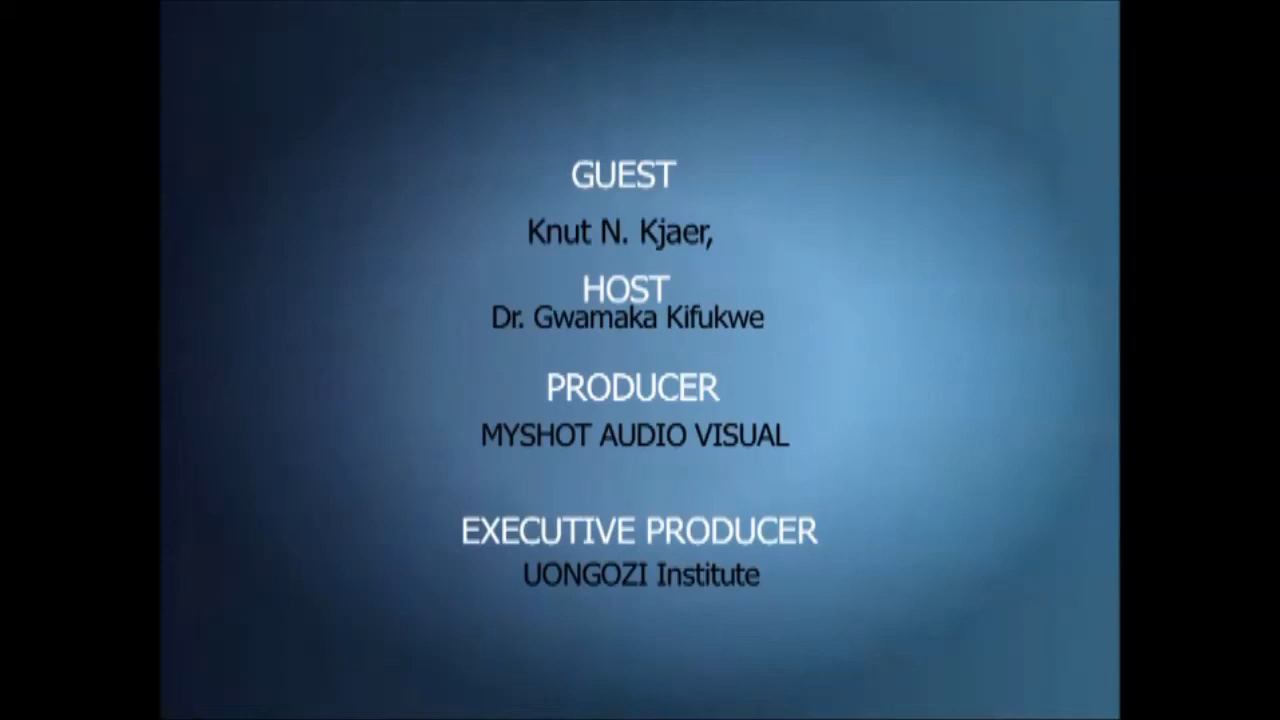 GUEST
Knut N. Kjaer,
HOST
Dr. Gwamaka Kifukwe
PRODUCER
MYSHOT AUDIO VISUAL
EXECUTIVE PRODUCER
UONGOZI Institute